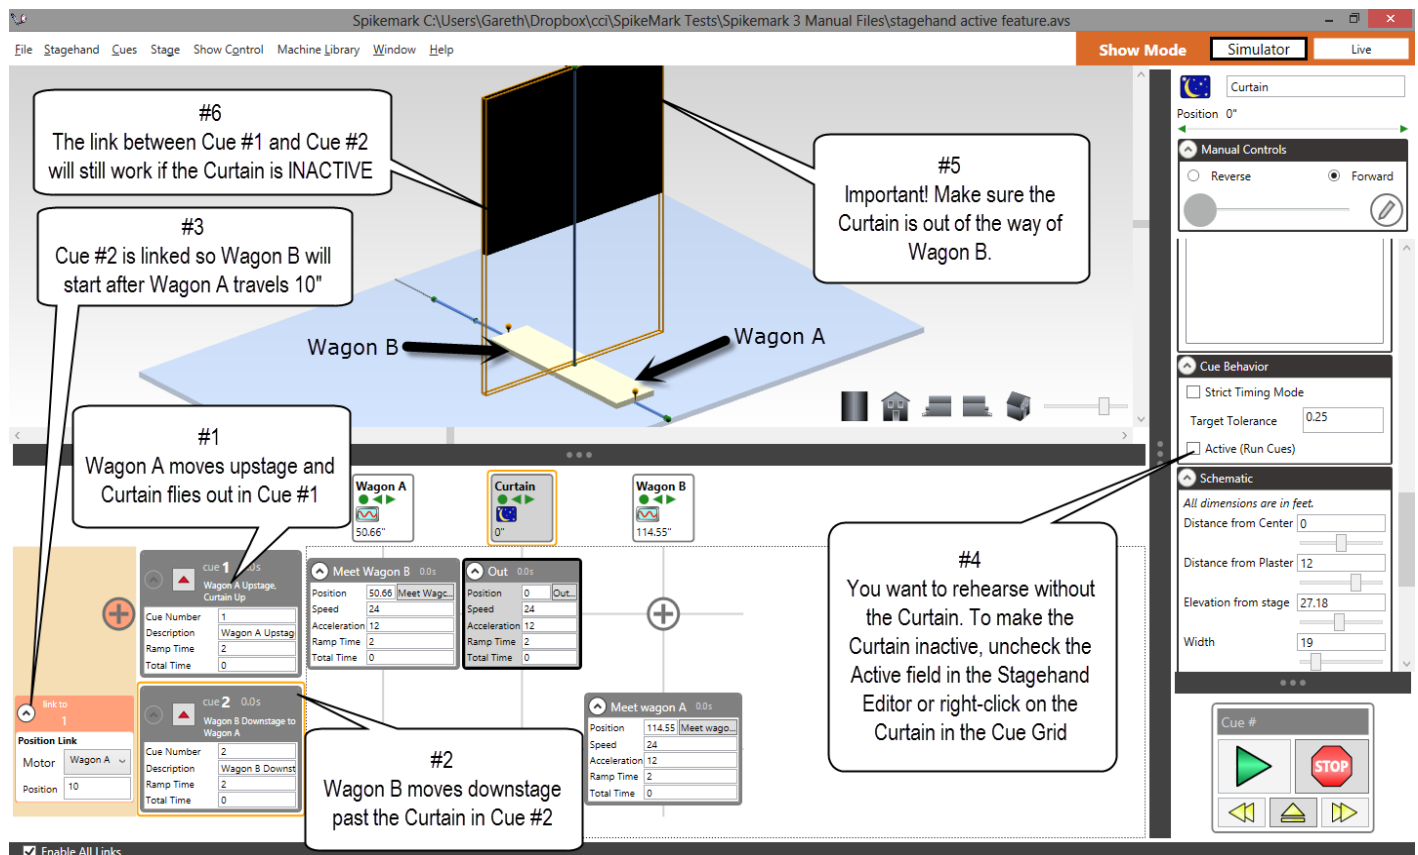 Spikemark C:\Users\Gareth\Dropbox\cci\SpikeMark Tests\Spikemark 3 Manual Files\stagehand active feature.avs
File Stagehand Cues Stage Show Control Machine Library Window Help
Show Mode Simulator Live
#6
The link between Cue #1 and Cue #2
will still work if the Curtain is INACTIVE
#3
Cue #2 is linked so Wagon B will
start after Wagon A travels 10"
#5
Important! Make sure the
Curtain is out of the way of
Wagon B.
Wagon B
Wagon A
#1
Wagon A moves upstage and
Curtain flies out in Cue #1
Curtain
Position 0"
Manual Controls
Reverse Forward
Cue Behavior
Strict Timing Mode
Target Tolerance 0.25
Active (Run Cues)
Schematic
All dimensions are in feet.
Distance from Center 0
Distance from Plaster 12
Elevation from stage 27.18
Width 19
#4
You want to rehearse without
the Curtain. To make the
Curtain inactive, uncheck the
Active field in the Stagehand
Editor or right-click on the
Curtain in the Cue Grid
Wagon A
50.66"
Curtain
0"
Wagon B
114.55"
cue 1 0.0s
Wagon A Upstage,
Curtain Up
Cue Number 1
Description Wagon A Upstag
Ramp Time 2
Total Time 0
Meet Wagon B 0.0s
Position 50.66 Meet Wagc...
Speed 24
Acceleration 12
Ramp Time 2
Total Time 0
Out 0.0s
Position 0 Out...
Speed 24
Acceleration 12
Ramp Time 2
Total Time 0
link to
1
Position Link
Motor Wagon A
Position 10
cue 2 0.0s
Wagon B Downstage to
Wagon A
Cue Number 2
Description Wagon B Downst
Ramp Time 2
Total Time 0
#2
Wagon B moves downstage
past the Curtain in Cue #2
Meet wagon A 0.0s
Position 114.55 Meet wago...
Speed 24
Acceleration 12
Ramp Time 2
Total Time 0
Cue #
STOP
Enable All Links